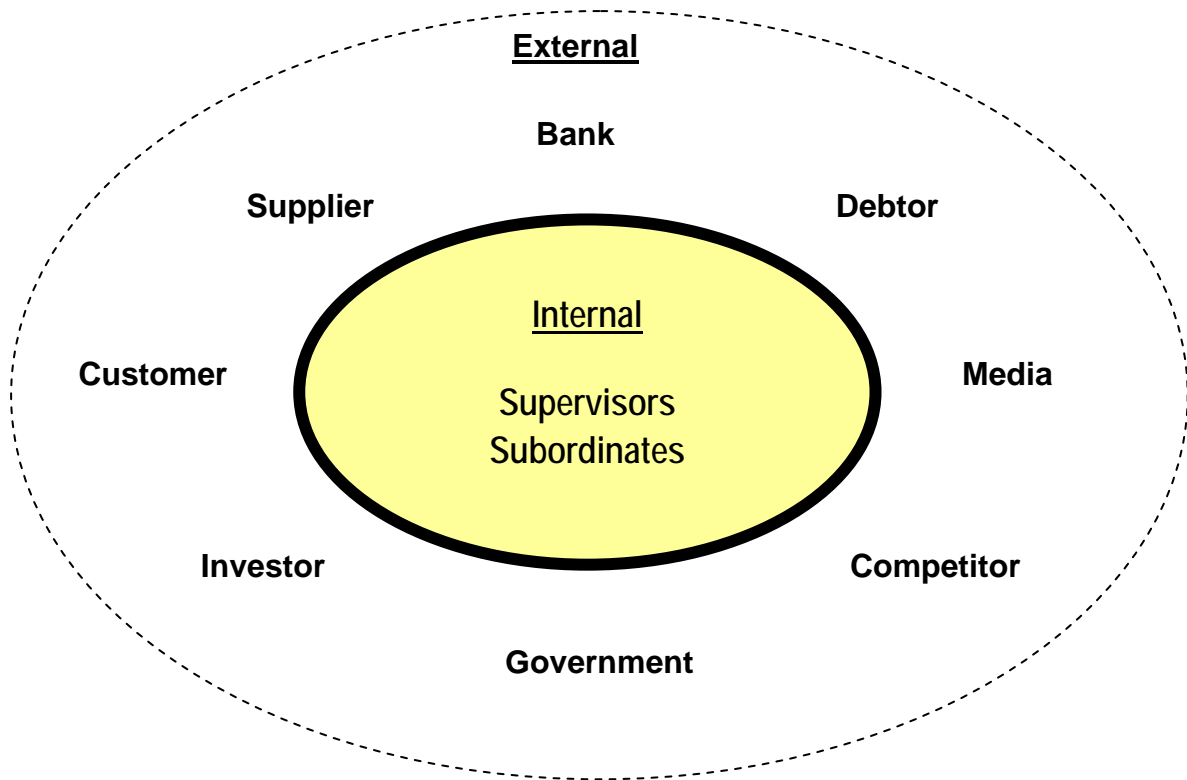 External
Bank
Supplier
Debtor
Internal
Customer
Media
Supervisors
Subordinates
Investor
Competitor
Government